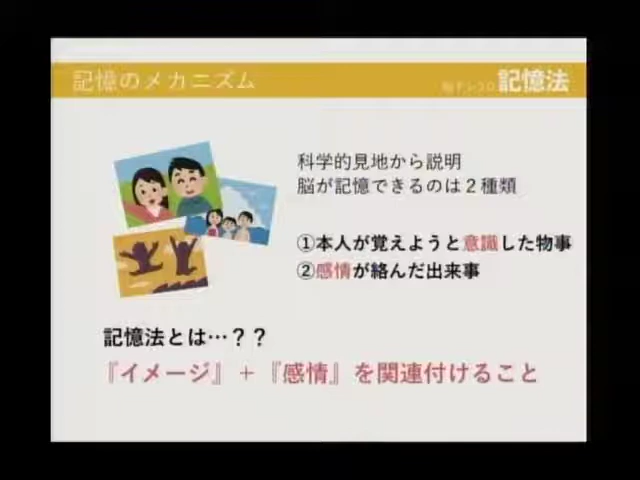 記憶のメカニズム
記憶法
科学的見地から説明
脳が記憶できるのは２種類
①本人が覚えようと意識した物事
②感情が絡んだ出来事
記憶法とは…？？
『イメージ』＋『感情』を関連付けること